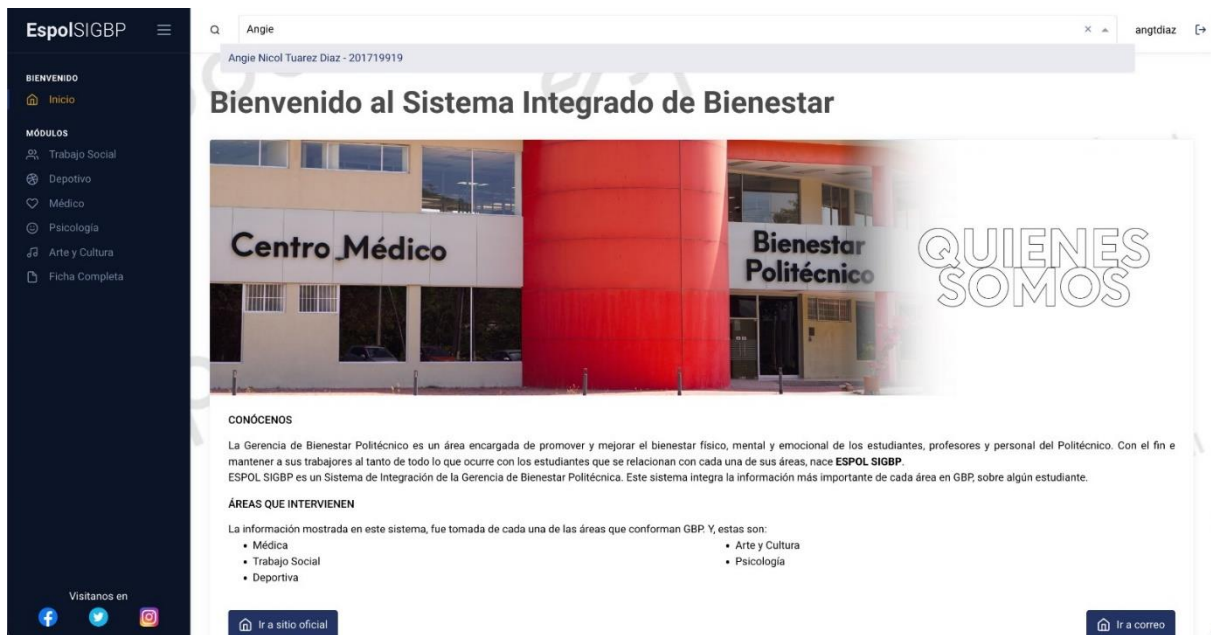 EspolSIGBP
Angie
angtdiaz
Angie Nicol Tuarez Diaz - 201719919
BIENVENIDO
Inicio
MÓDULOS
Trabajo Social
Depotivo
Médico
Psicología
Arte y Cultura
Ficha Completa
Visitanos en
Bienvenido al Sistema Integrado de Bienestar
Centro Médico
Bienestar
Politécnico
QUIENES
SOMOS
CONÓCENOS
La Gerencia de Bienestar Politécnico es un área encargada de promover y mejorar el bienestar físico, mental y emocional de los estudiantes, profesores y personal del Politécnico. Con el fin e
mantener a sus trabajores al tanto de todo lo que ocurre con los estudiantes que se relacionan con cada una de sus áreas, nace ESPOL SIGBP.
ESPOL SIGBP es un Sistema de Integración de la Gerencia de Bienestar Politécnica. Este sistema integra la información más importante de cada área en GBP, sobre algún estudiante.
ÁREAS QUE INTERVIENEN
La información mostrada en este sistema, fue tomada de cada una de las áreas que conforman GBP. Y, estas son:
• Médica
• Trabajo Social
• Deportiva
• Arte y Cultura
• Psicología
Ir a sitio oficial
Ir a correo